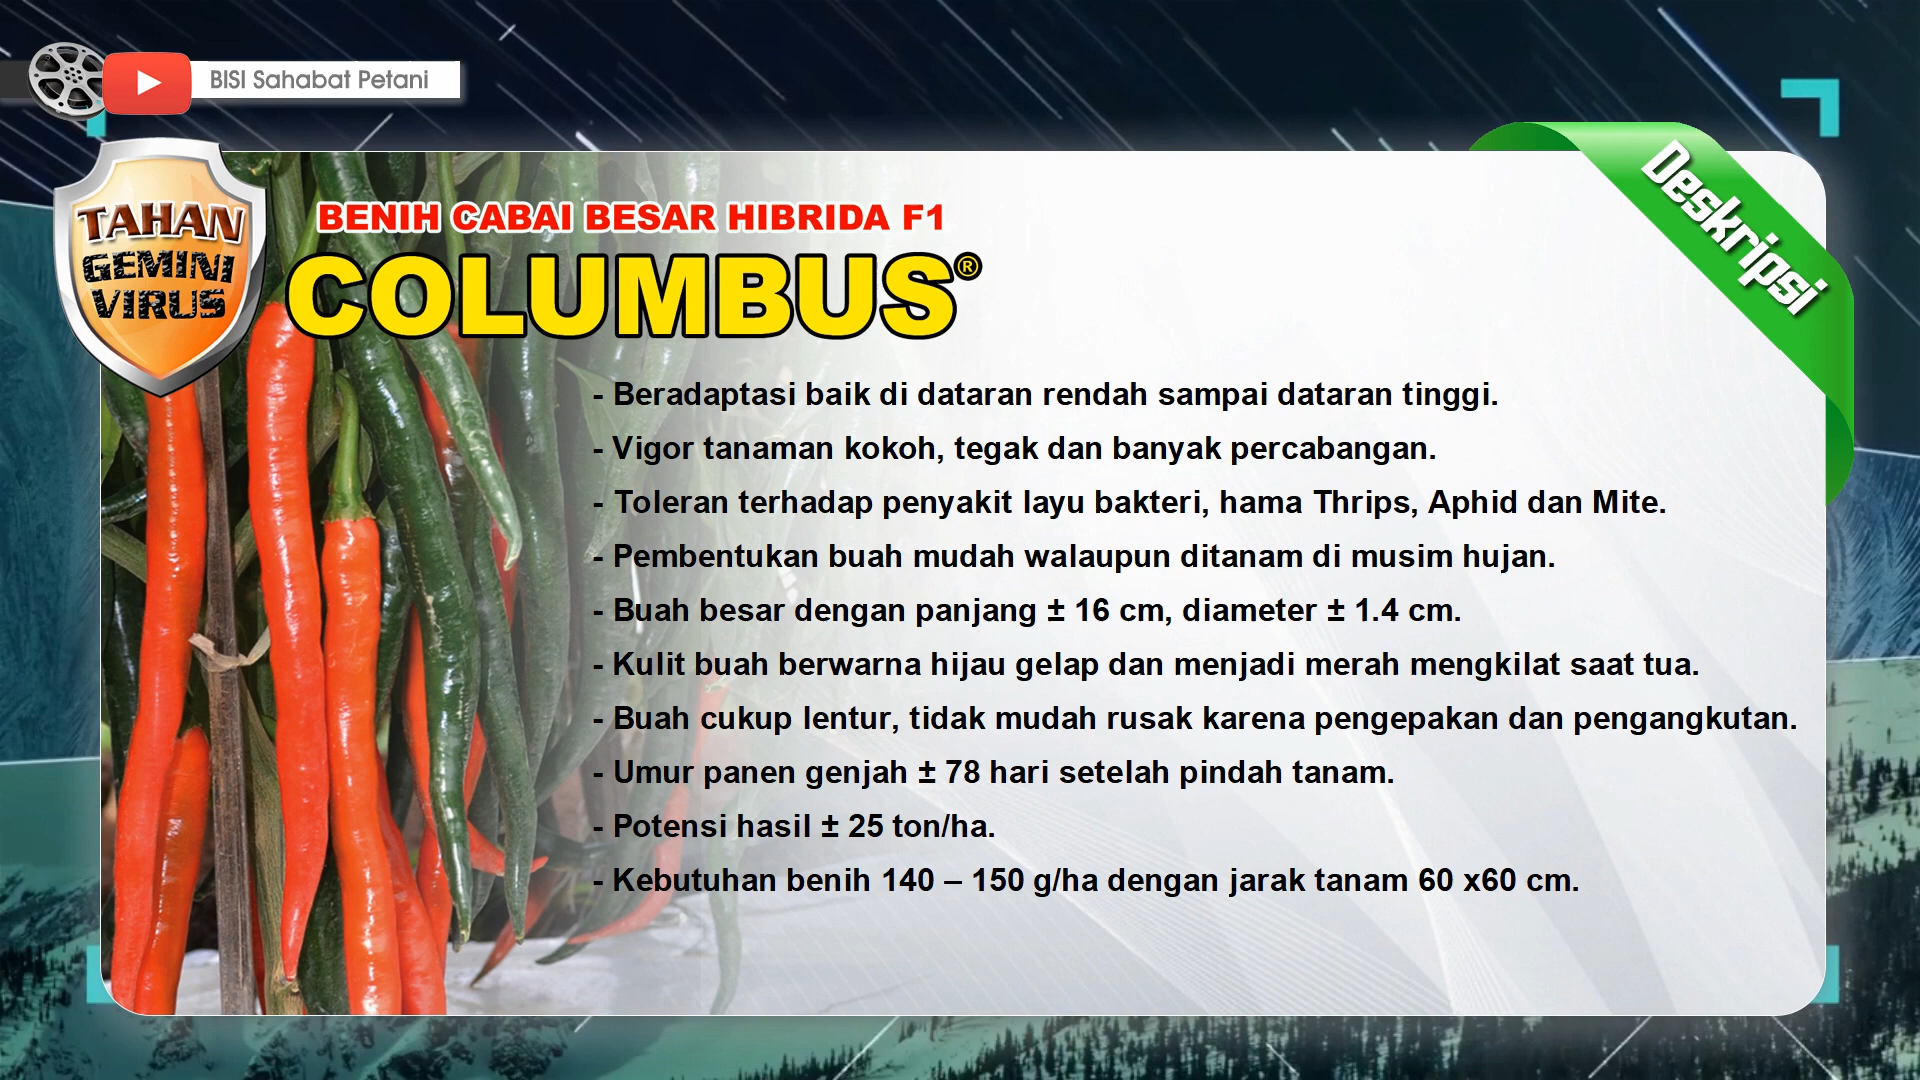 BISI Sahabat Petani
TAHAN
GEMINI
VIRUS
BENIH CABAI BESAR HIBRIDA F1
COLUMBUS®
Deskripsi
- Beradaptasi baik di dataran rendah sampai dataran tinggi.
- Vigor tanaman kokoh, tegak dan banyak percabangan.
- Toleran terhadap penyakit layu bakteri, hama Thrips, Aphid dan Mite.
- Pembentukan buah mudah walaupun ditanam di musim hujan.
- Buah besar dengan panjang ± 16 cm, diameter ± 1.4 cm.
- Kulit buah berwarna hijau gelap dan menjadi merah mengkilat saat tua.
- Buah cukup lentur, tidak mudah rusak karena pengepakan dan pengangkutan.
- Umur panen genjah ± 78 hari setelah pindah tanam.
- Potensi hasil ± 25 ton/ha.
- Kebutuhan benih 140 – 150 g/ha dengan jarak tanam 60 x60 cm.